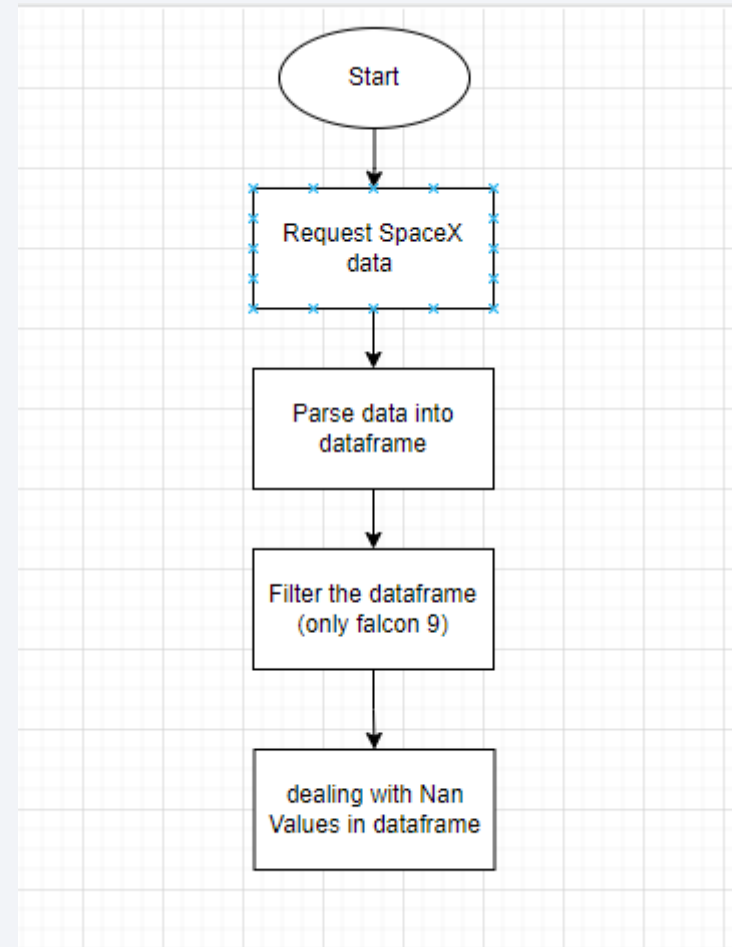 Start
Request SpaceX
data
Parse data into
dataframe
Filter the dataframe
(only falcon 9)
dealing with Nan
Values in dataframe